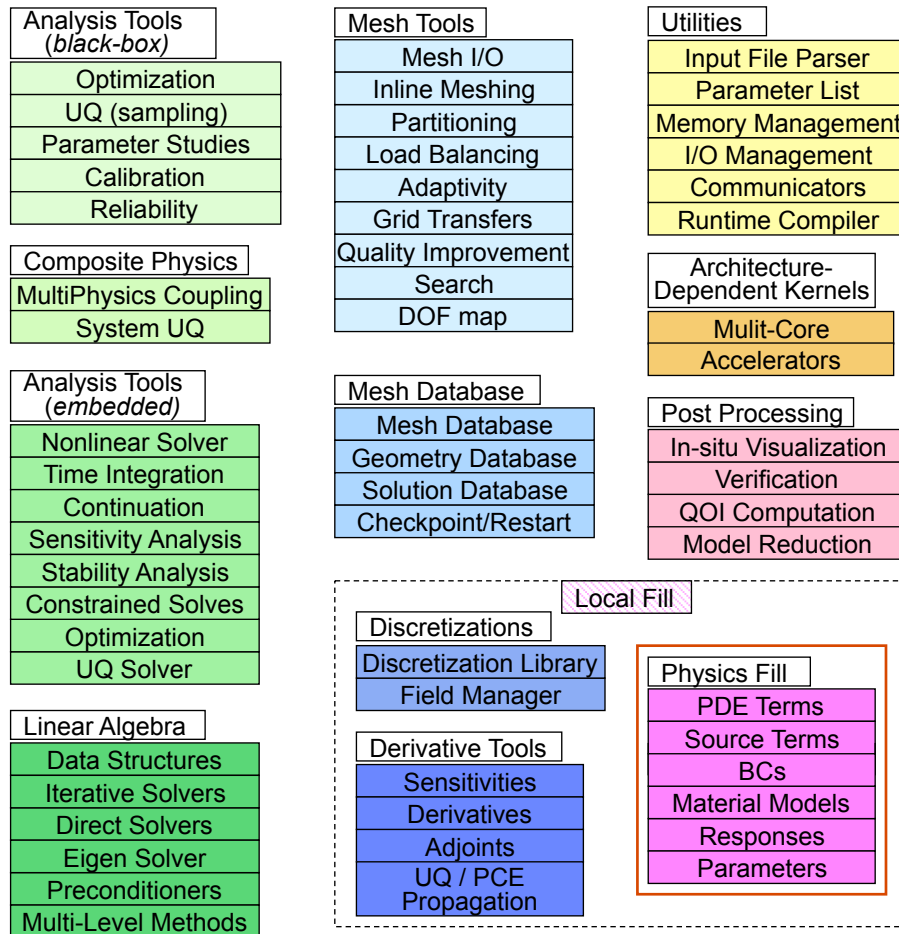 Analysis Tools
(black-box)
Optimization
UQ (sampling)
Parameter Studies
Calibration
Reliability
Composite Physics
MultiPhysics Coupling
System UQ
Analysis Tools
(embedded)
Nonlinear Solver
Time Integration
Continuation
Sensitivity Analysis
Stability Analysis
Constrained Solves
Optimization
UQ Solver
Linear Algebra
Data Structures
Iterative Solvers
Direct Solvers
Eigen Solver
Preconditioners
Multi-Level Methods
Mesh Tools
Mesh I/O
Inline Meshing
Partitioning
Load Balancing
Adaptivity
Grid Transfers
Quality Improvement
Search
DOF map
Mesh Database
Mesh Database
Geometry Database
Solution Database
Checkpoint/Restart
Utilities
Input File Parser
Parameter List
Memory Management
I/O Management
Communicators
Runtime Compiler
Architecture-
Dependent Kernels
Mulit-Core
Accelerators
Post Processing
In-situ Visualization
Verification
QOI Computation
Model Reduction
Local Fill
Discretizations
Discretization Library
Field Manager
Derivative Tools
Sensitivities
Derivatives
Adjoints
UQ / PCE
Propagation
Physics Fill
PDE Terms
Source Terms
BCs
Material Models
Responses
Parameters